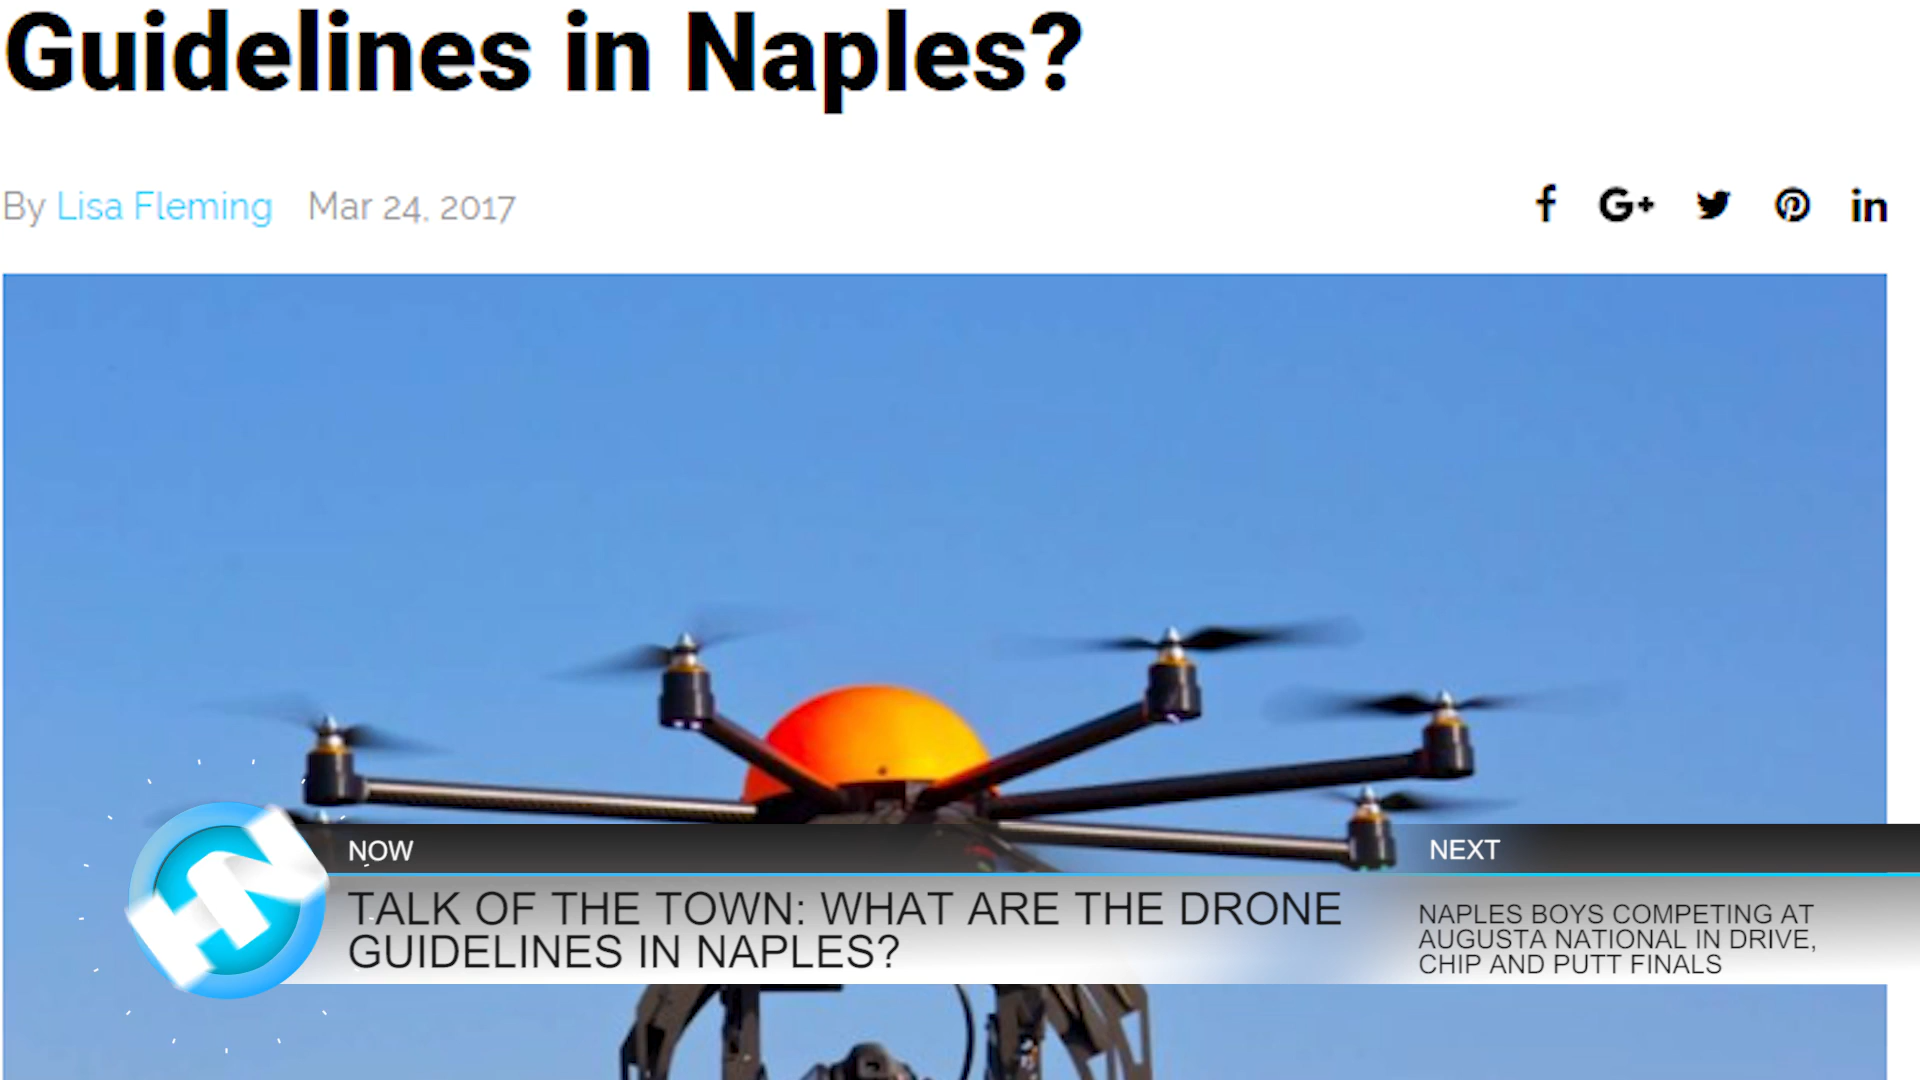 Guidelines in Naples?
By Lisa Fleming Mar 24, 2017
f G+ in
HN
NOW
TALK OF THE TOWN: WHAT ARE THE DRONE
GUIDELINES IN NAPLES?
NEXT
NAPLES BOYS COMPETING AT
AUGUSTA NATIONAL IN DRIVE,
CHIP AND PUTT FINALS